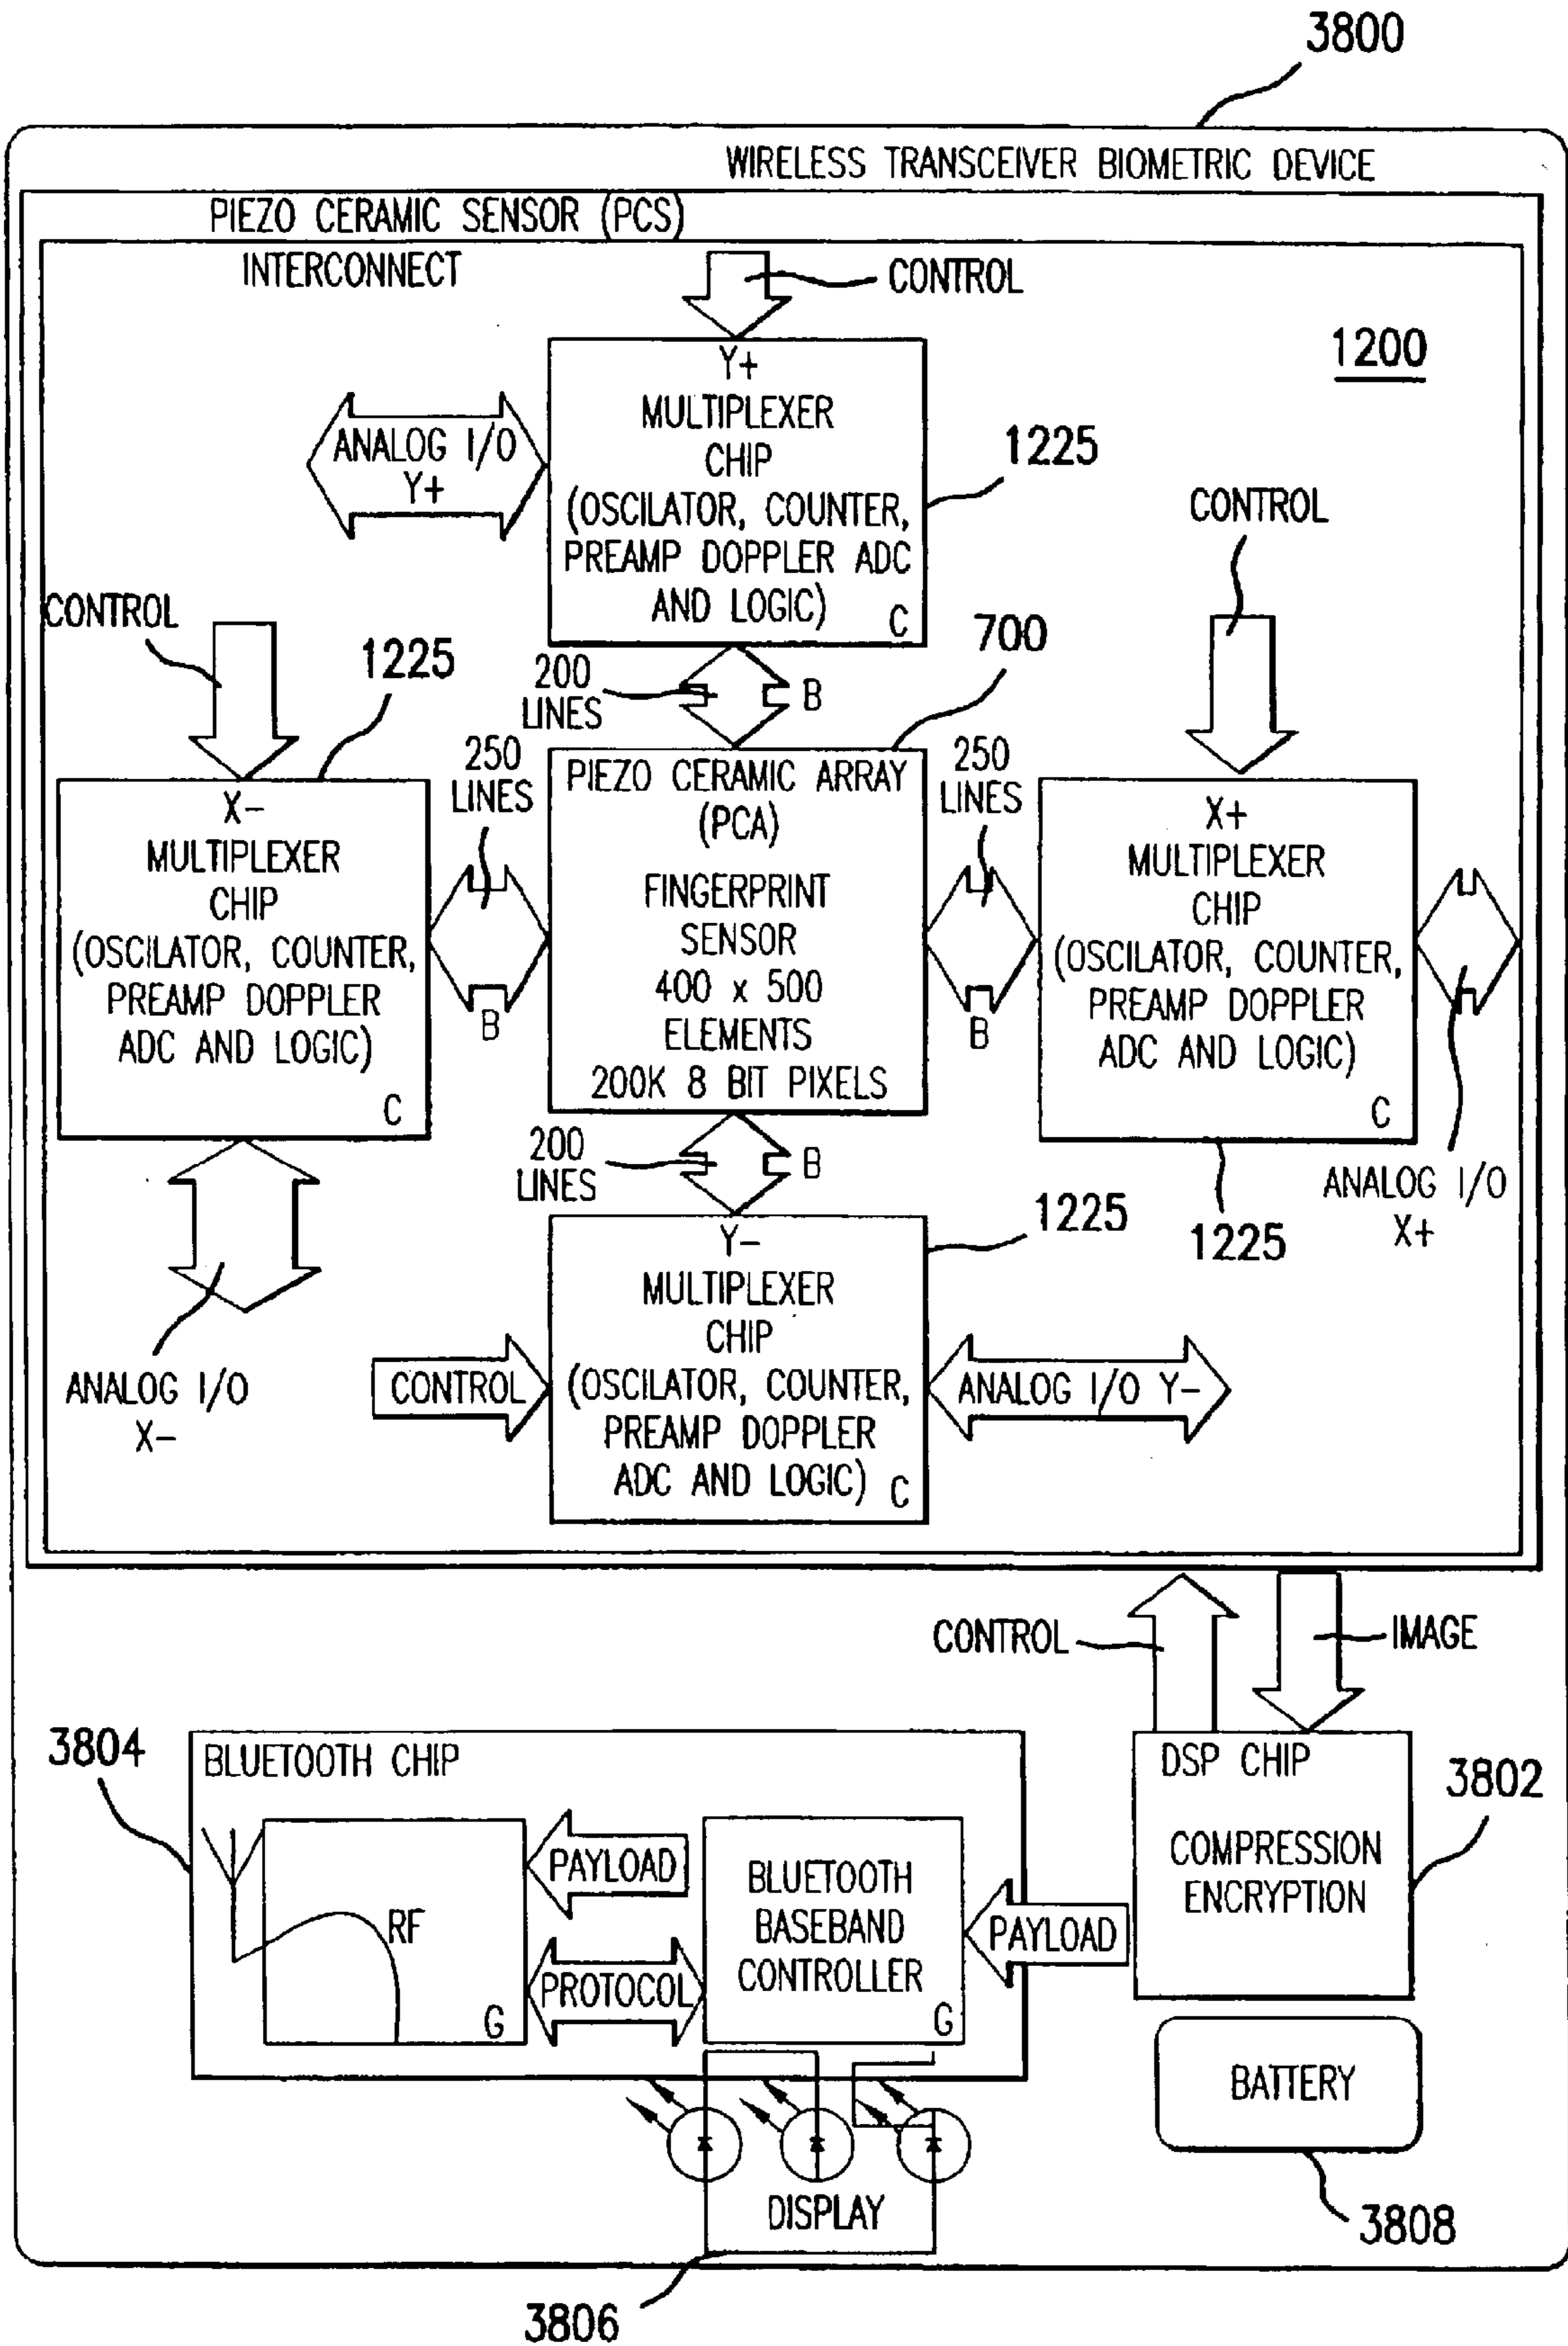 3800
WIRELESS TRANSCEIVER BIOMETRIC DEVICE
PIEZO CERAMIC SENSOR (PCS)
INTERCONNECT
CONTROL
1200
Y+
MULTIPLEXER
CHIP
(OSCILATOR, COUNTER,
PREAMP DOPPLER ADC
AND LOGIC)
C
1225
ANALOG I/O
Y+
CONTROL
CONTROL
1225
200
LINES
B
700
250
LINES
B
250
LINES
B
X-
MULTIPLEXER
CHIP
(OSCILATOR, COUNTER,
PREAMP DOPPLER
ADC AND LOGIC)
C
PIEZO CERAMIC ARRAY
(PCA)
FINGERPRINT
SENSOR
400 x 500
ELEMENTS
200K 8 BIT PIXELS
X+
MULTIPLEXER
CHIP
(OSCILATOR, COUNTER,
PREAMP DOPPLER
ADC AND LOGIC)
C
1225
ANALOG I/O
X+
200
LINES
B
1225
Y-
MULTIPLEXER
CHIP
(OSCILATOR, COUNTER,
PREAMP DOPPLER
ADC AND LOGIC)
C
ANALOG I/O
X-
CONTROL
ANALOG I/O Y-
CONTROL
IMAGE
3804
BLUETOOTH CHIP
RF
G
PAYLOAD
PROTOCOL
BLUETOOTH
BASEBAND
CONTROLLER
G
PAYLOAD
DSP CHIP
COMPRESSION
ENCRYPTION
3802
BATTERY
3808
DISPLAY
3806